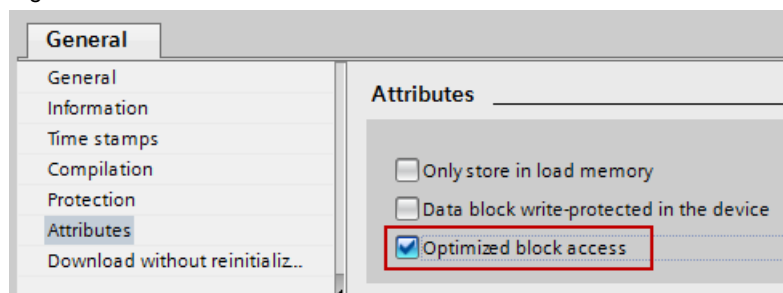 General
General
Information
Time stamps
Compilation
Protection
Attributes
Download without reinitializ...
Attributes
Only store in load memory
Data block write-protected in the device
Optimized block access